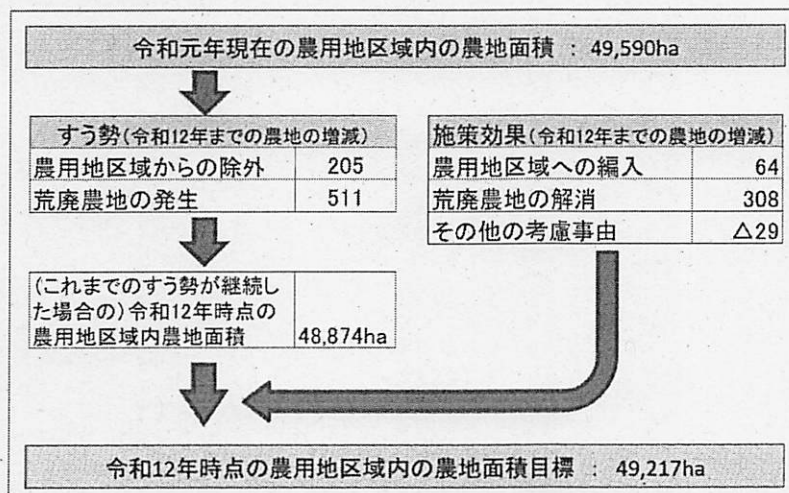 令和元年現在の農用地区域内の農地面積 : 49,590ha
すう勢(令和12年までの農地の増減)
農用地区域からの除外 205
荒廃農地の発生 511
施策効果(令和12年までの農地の増減)
農用地区域への編入 64
荒廃農地の解消 308
その他の考慮事由 △29
(これまでのすう勢が継続し
た場合の)令和12年時点の
農用地区域内農地面積 48,874ha
令和12年時点の農用地区域内の農地面積目標 : 49,217ha